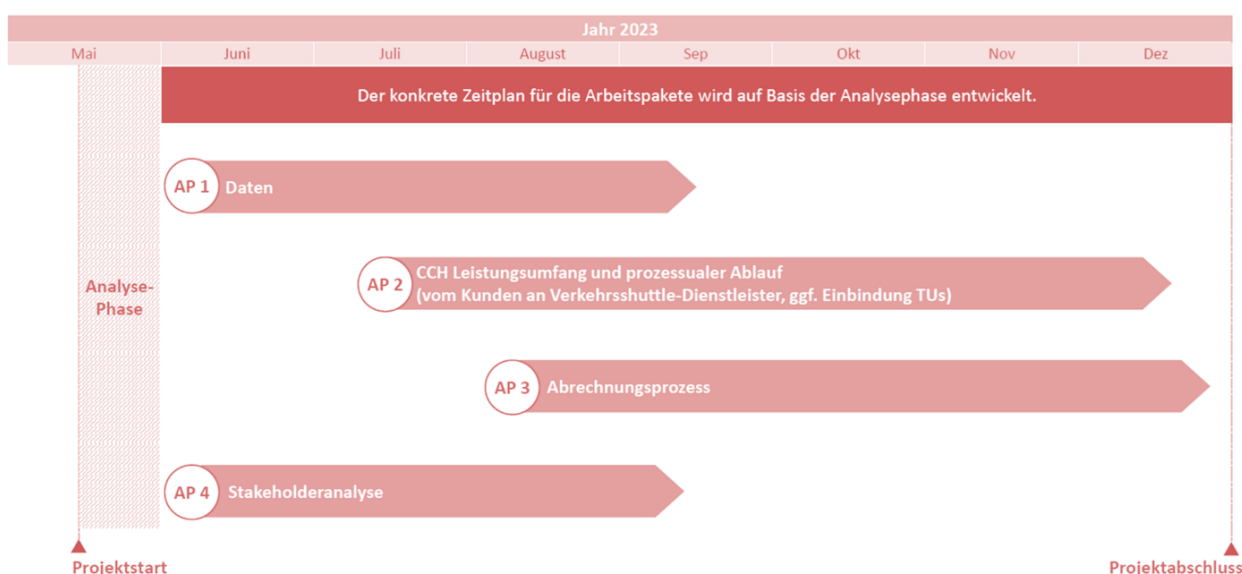 Jahr 2023
Mai Juni Juli August Sep Okt Nov Dez
Der konkrete Zeitplan für die Arbeitspakete wird auf Basis der Analysephase entwickelt.
AP 1 Daten
CCH Leistungsumfang und prozessualer Ablauf
AP 2
(vom Kunden an Verkehrsshuttle-Dienstleister, ggf. Einbindung TUs)
Analyse-
Phase
AP 3 Abrechnungsprozess
AP 4 Stakeholderanalyse
Projektstart
Projektabschluss